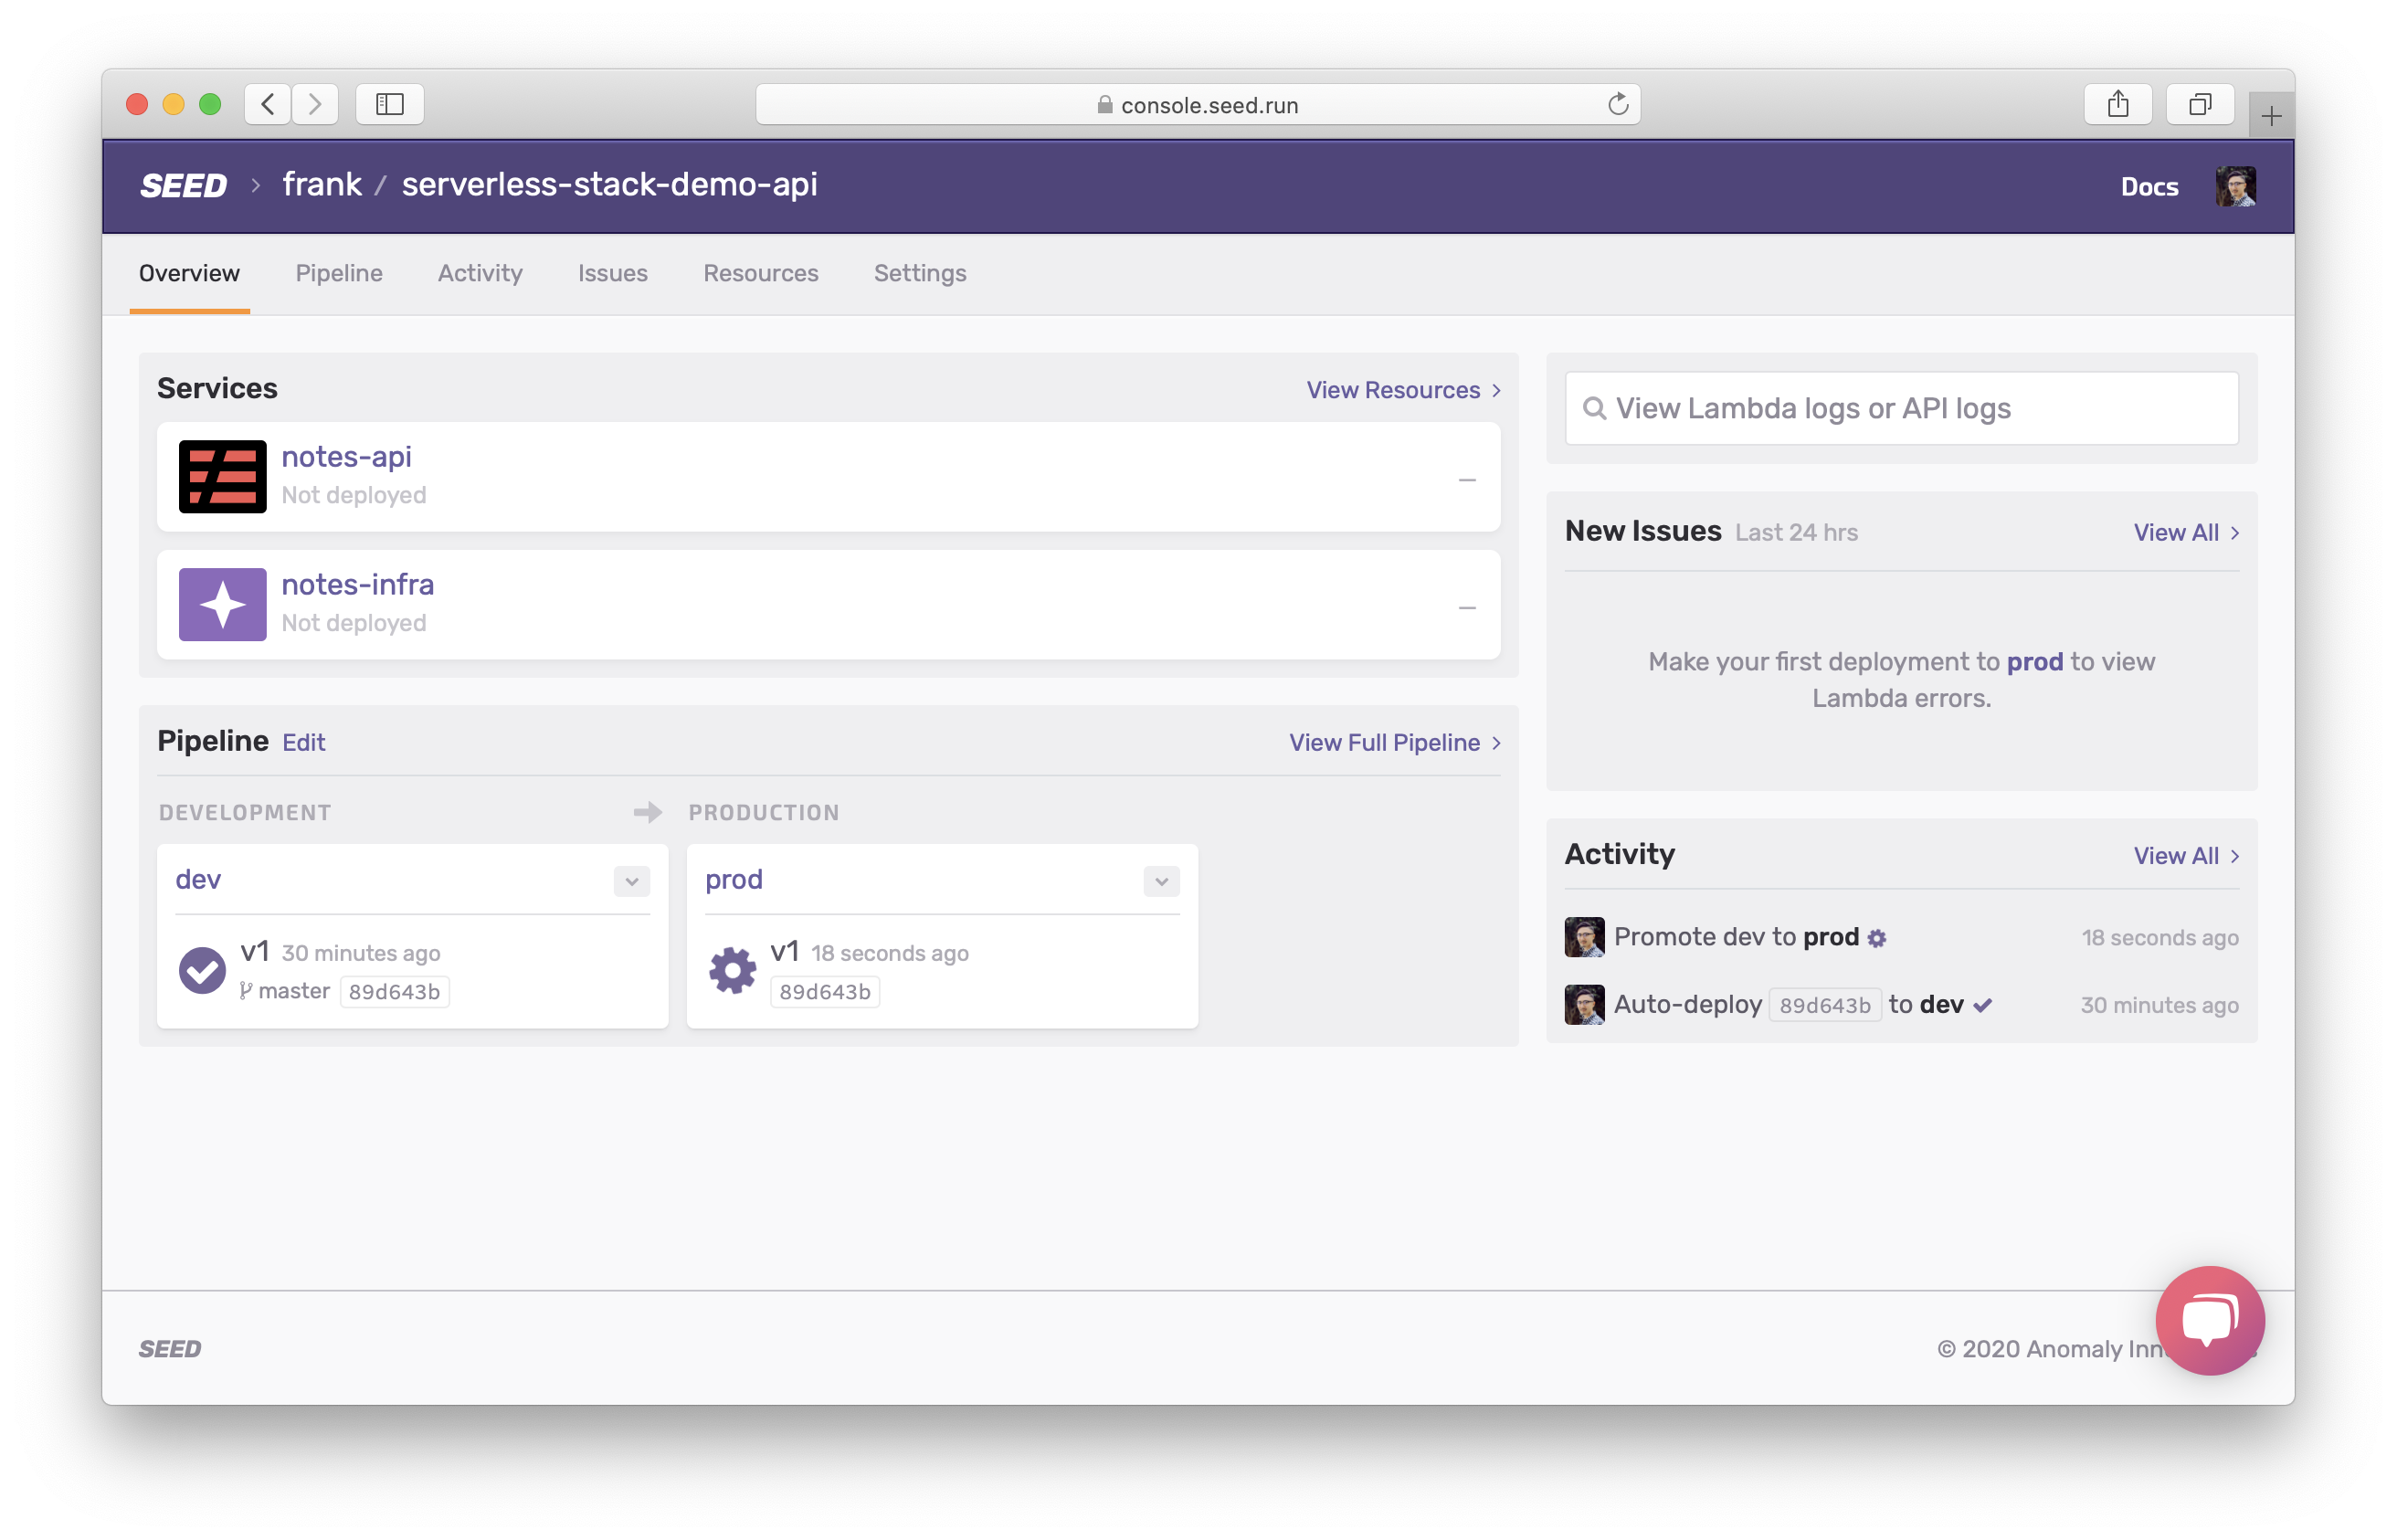 console.seed.run
SEED > frank / serverless-stack-demo-api
Docs
Overview Pipeline Activity Issues Resources Settings
Services
View Resources >
notes-api
Not deployed
–
notes-infra
Not deployed
–
Pipeline Edit
View Full Pipeline >
DEVELOPMENT
PRODUCTION
dev
v1 30 minutes ago
master 89d643b
prod
v1 18 seconds ago
89d643b
View Lambda logs or API logs
New Issues Last 24 hrs
View All >
Make your first deployment to prod to view
Lambda errors.
Activity
View All >
Promote dev to prod
18 seconds ago
Auto-deploy 89d643b to dev
30 minutes ago
SEED
© 2020 Anomaly